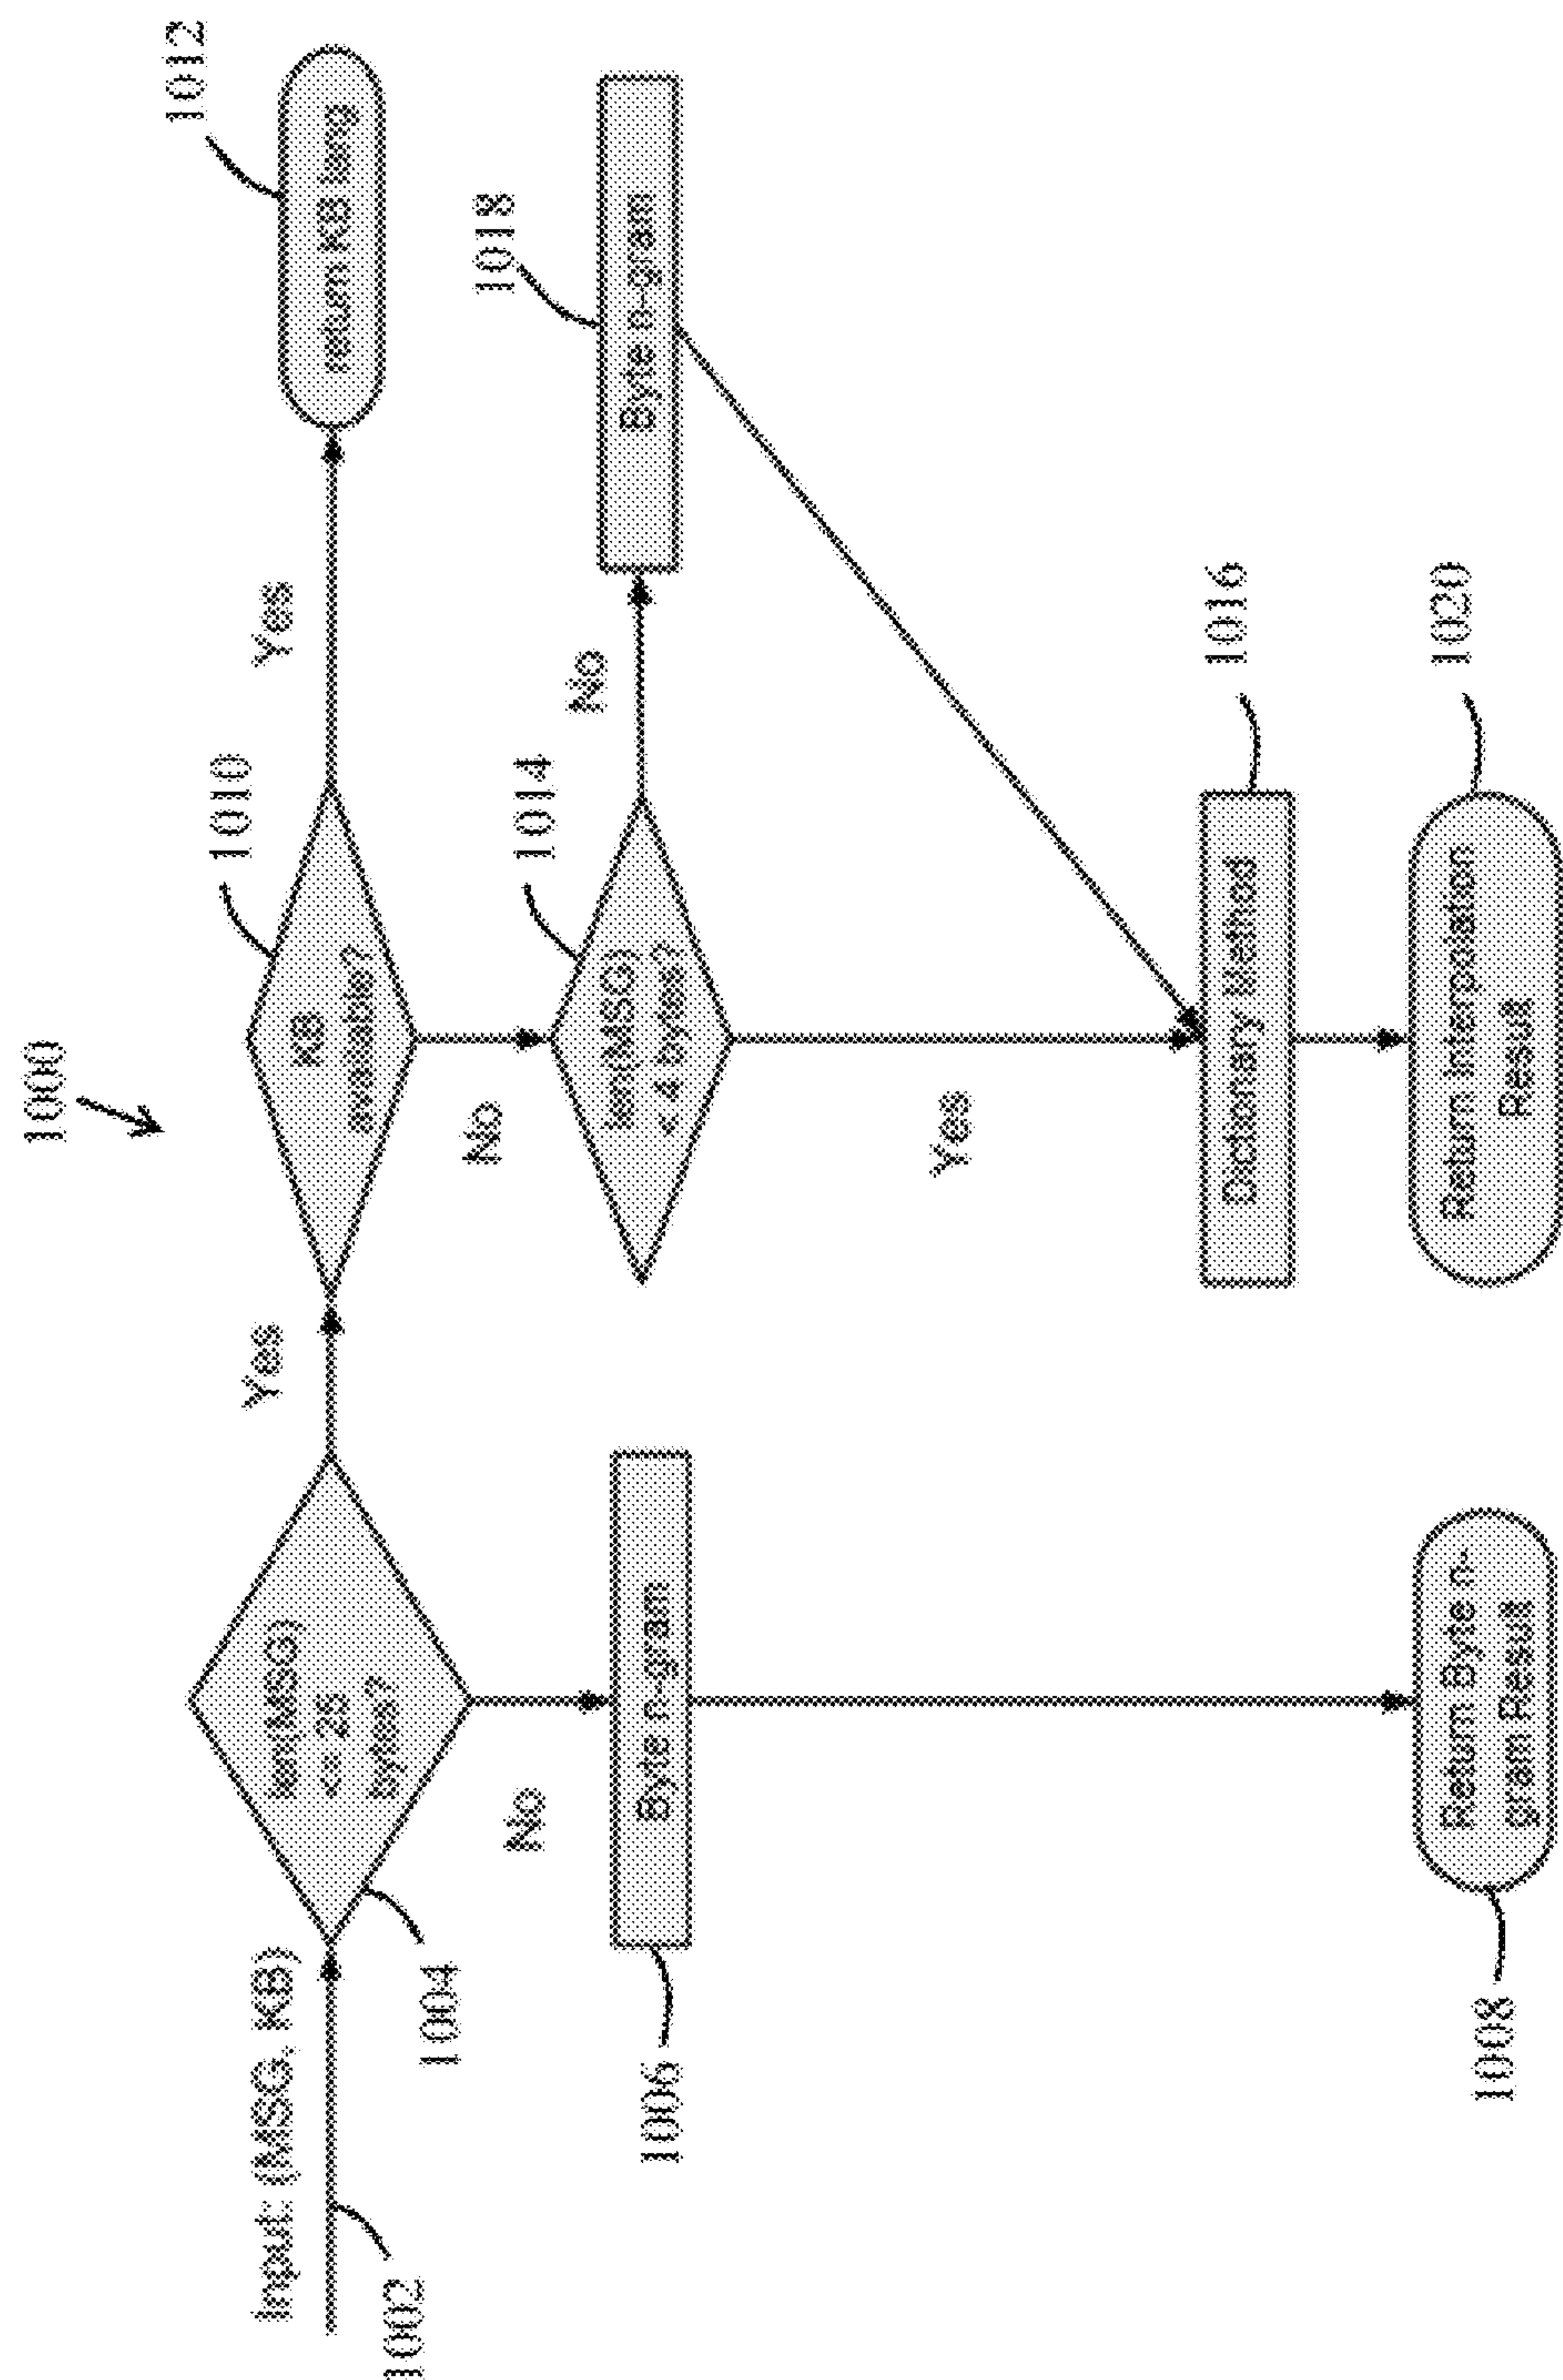 1000
Input: (MSG, KB)
1002
len(MSG)
<= 25
bytes?
1004
Yes
KB
available?
1010
Yes
return KB lang
1012
No
Byte n-gram
1006
No
len(MSG)
< 4 bytes?
1014
No
Byte n-gram
1018
Yes
Dictionary Method
1016
Return Byte n-
gram Result
1008
Return Interpolation
Result
1020